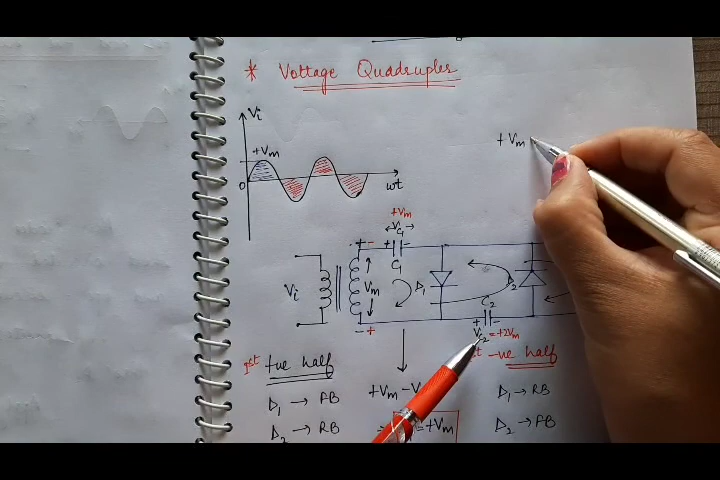 * Voltage Quadrupler
Vi
+Vm
0
ωt
+Vm
+Vm
Vc1
+ -
+ -
C1
Vi
Vm
D1
D2
C2
+ -
- +
Vc2 = +2Vm
1st +ve half
-ve half
+Vm - V
D1 → FB
D1 → RB
D2 → RB
= +Vm
D2 → FB